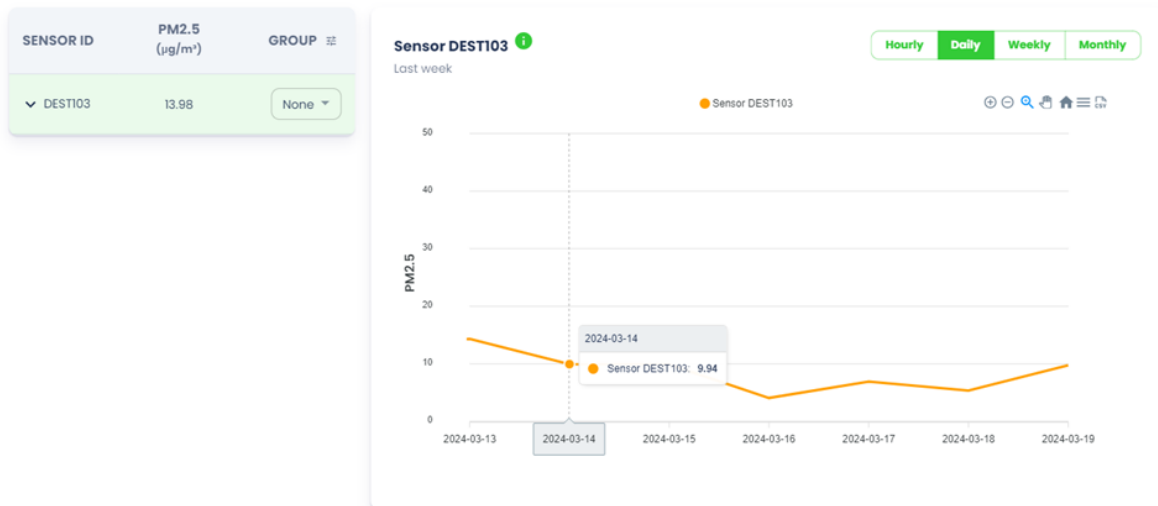 SENSOR ID PM2.5 (µg/m³) GROUP
DEST103 13.98 None
Sensor DEST103 i
Last week
Hourly Daily Weekly Monthly
Sensor DEST103
CSV
50
40
30
20
10
0
PM2.5
2024-03-14
Sensor DEST103: 9.94
2024-03-13 2024-03-14 2024-03-15 2024-03-16 2024-03-17 2024-03-18 2024-03-19